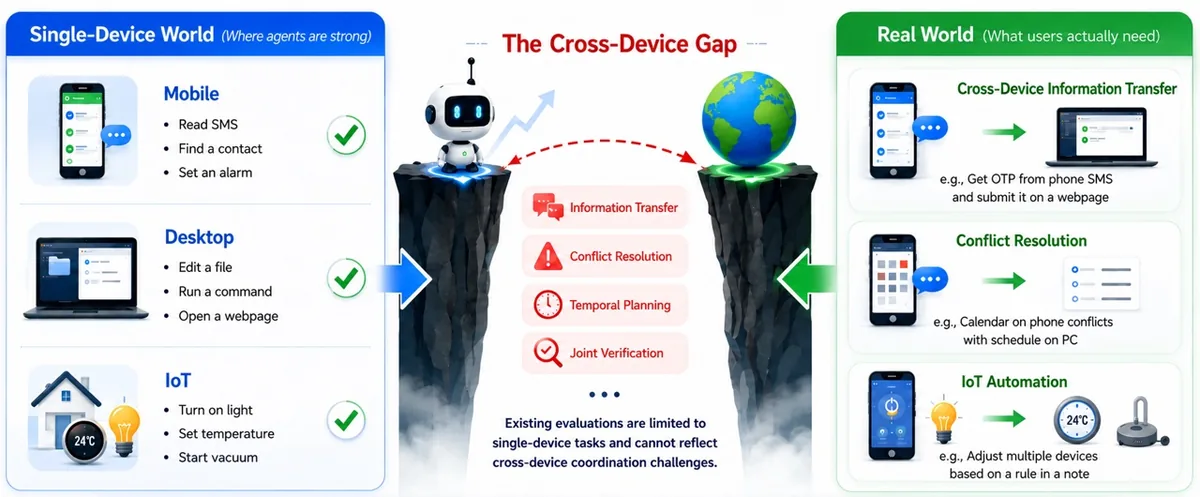 Single-Device World (Where agents are strong)
Mobile
• Read SMS
• Find a contact
• Set an alarm
Desktop
• Edit a file
• Run a command
• Open a webpage
IoT
24°C
• Turn on light
• Set temperature
• Start vacuum
The Cross-Device Gap
Information Transfer
Conflict Resolution
Temporal Planning
Joint Verification
Existing evaluations are limited to
single-device tasks and cannot reflect
cross-device coordination challenges.
Real World (What users actually need)
Cross-Device Information Transfer
e.g., Get OTP from phone SMS
and submit it on a webpage
Conflict Resolution
e.g., Calendar on phone conflicts
with schedule on PC
IoT Automation
24°C
e.g., Adjust multiple devices
based on a rule in a note